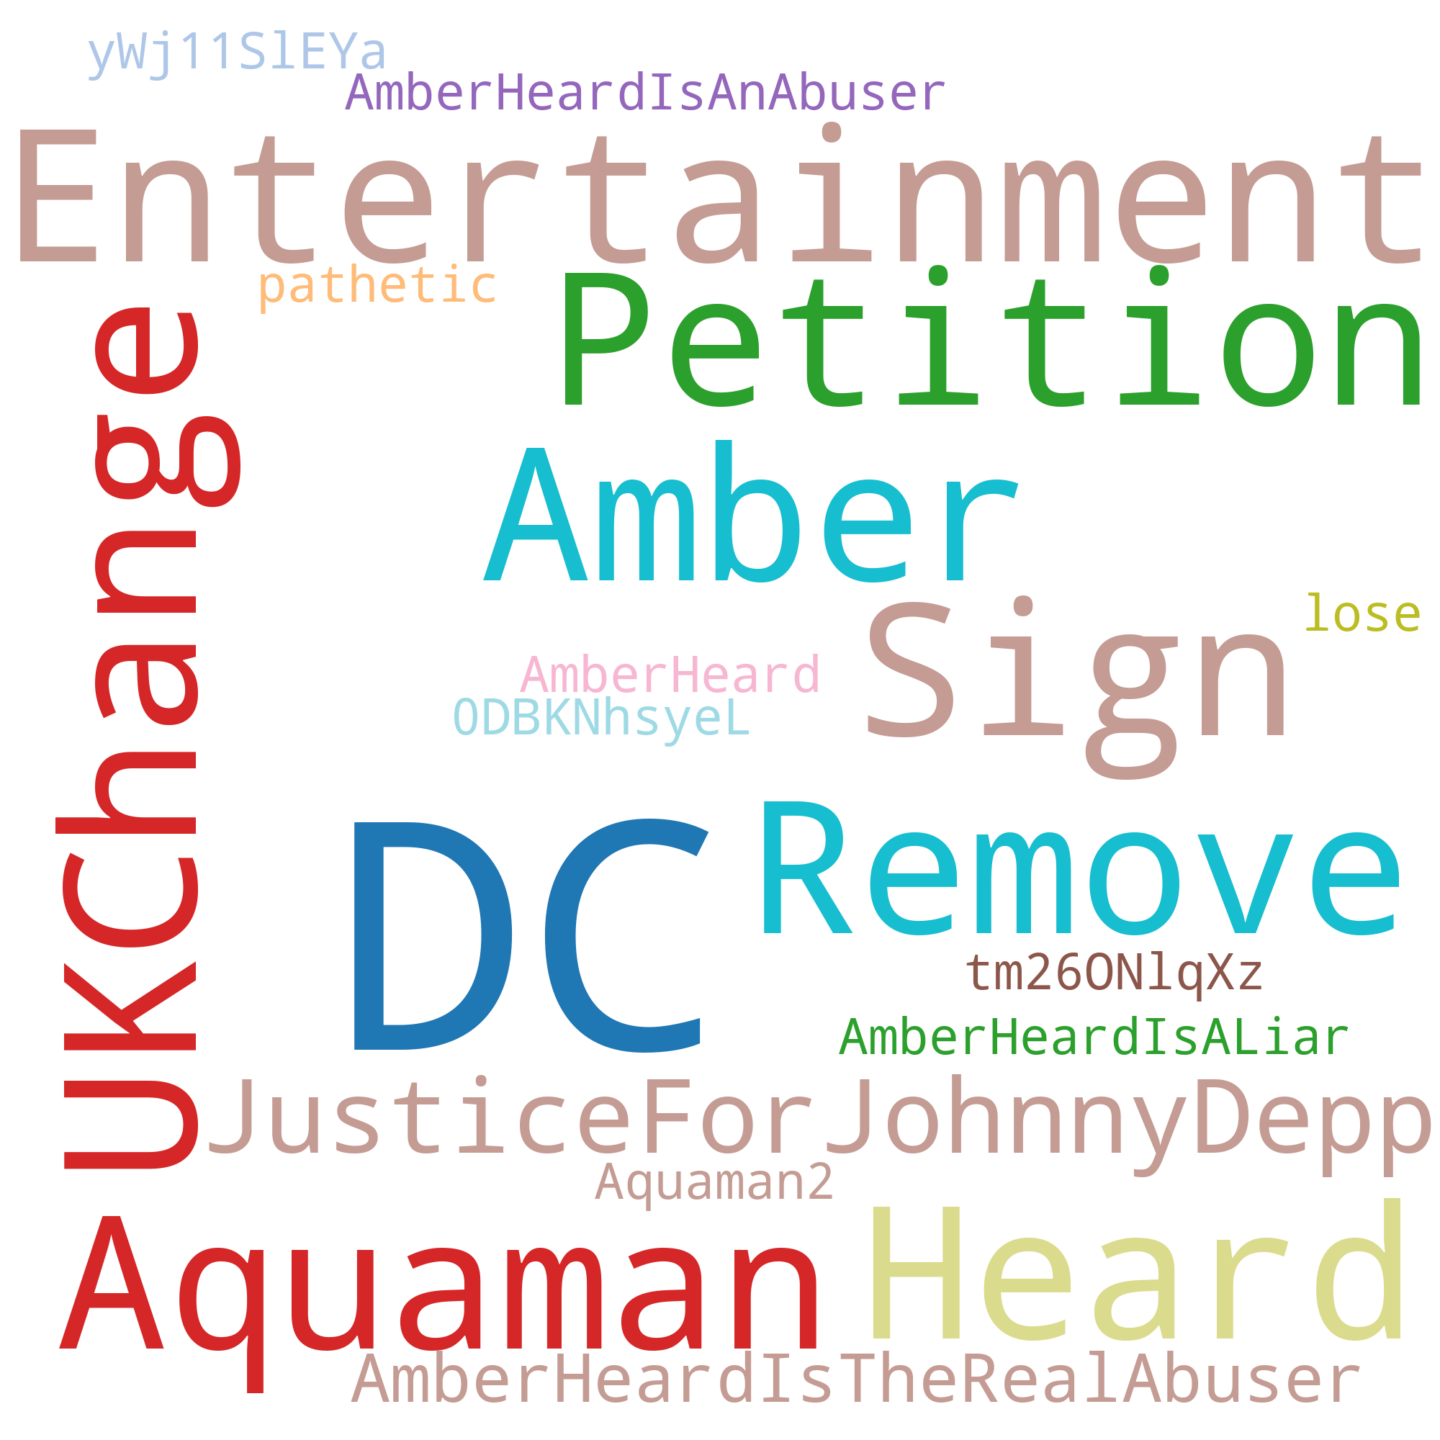 yWj11SlEYa
AmberHeardIsAnAbuser
Entertainment
pathetic
Petition
UKChange
Amber
lose
Sign
AmberHeard
ODBKNhsyeL
DC
Remove
tm26ONlqXz
AmberHeardIsALiar
JusticeForJohnnyDepp
Aquaman2
Aquaman
Heard
AmberHeardIsTheRealAbuser